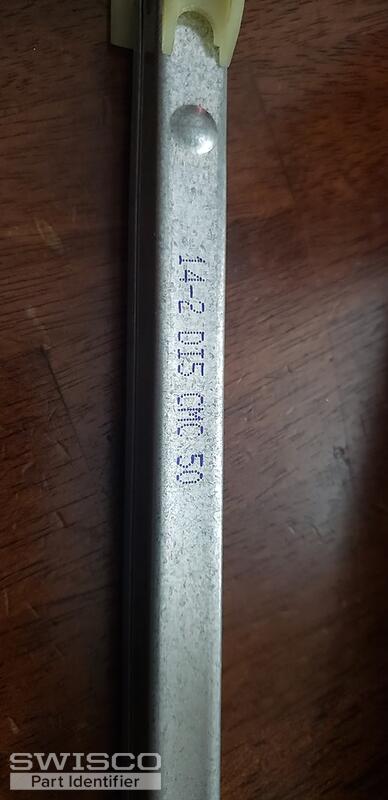 14-2 DI5 CMC 50
SWISCO
Part Identifier